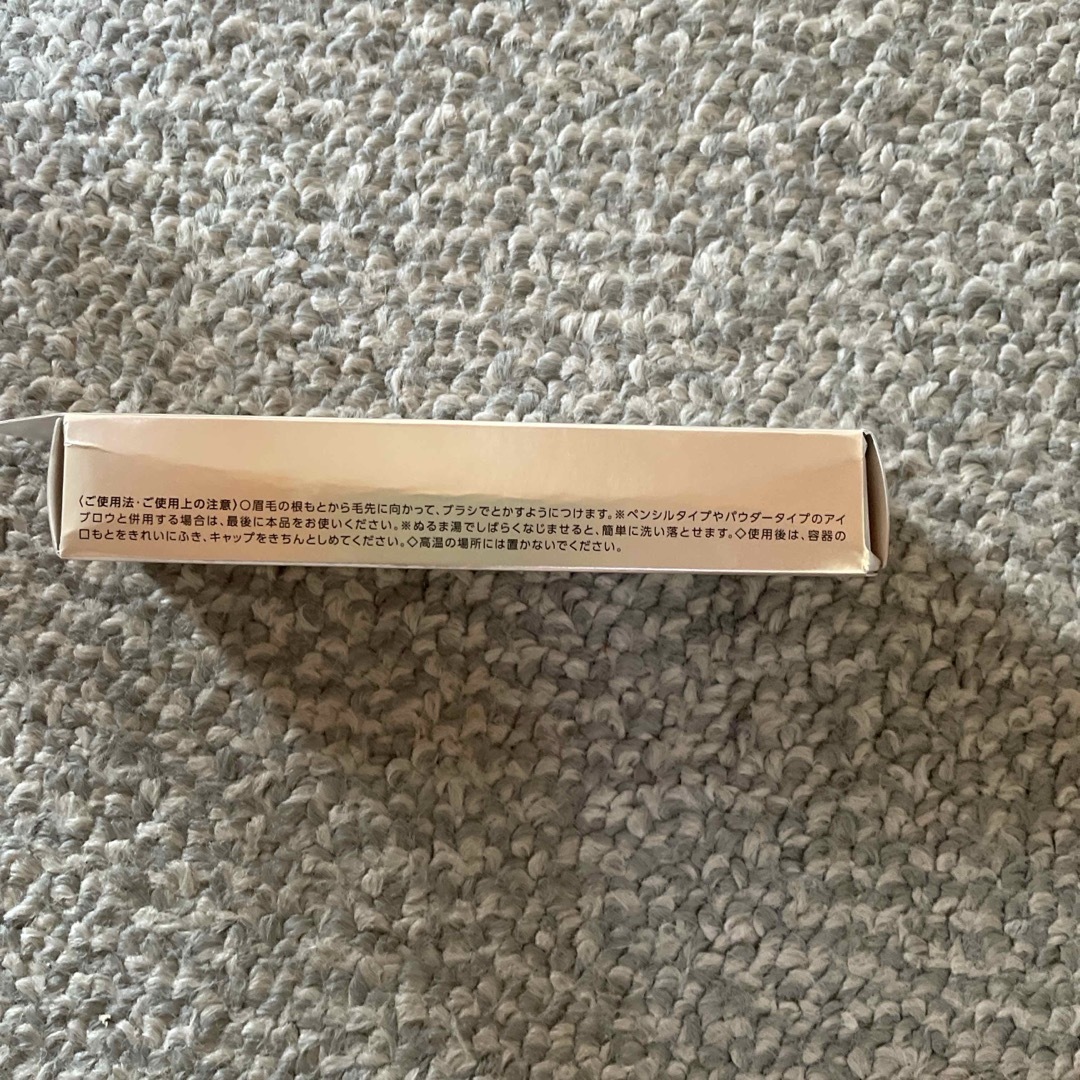 〈ご使用法・ご使用上の注意〉○眉毛の根もとから毛先に向かって、ブラシでとかすようにつけます。※ペンシルタイプやパウダータイプのアイ
ブロウと併用する場合は、最後に本品をお使いください。※ぬるま湯でしばらくなじませると、簡単に洗い落とせます。◇使用後は、容器の
口もとをきれいにふき、キャップをきちんとしめてください。◇高温の場所には置かないでください。